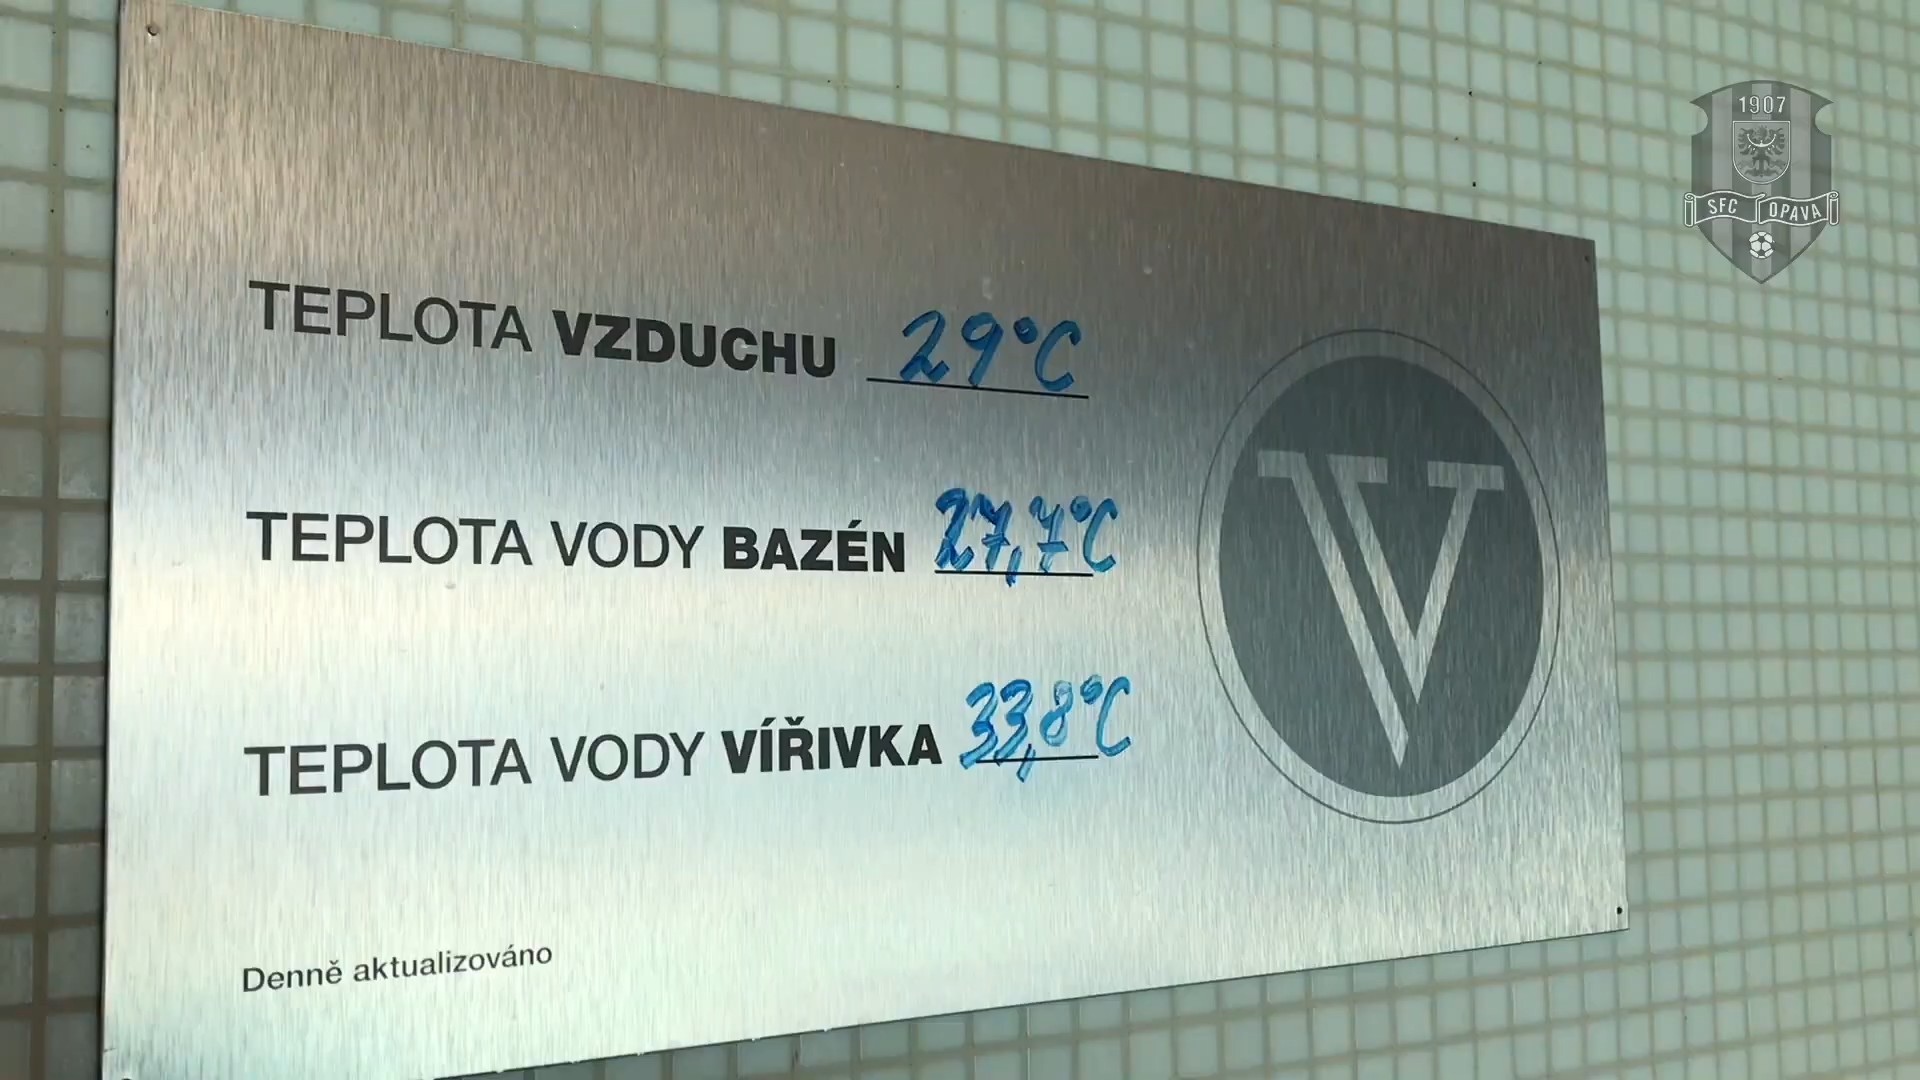 1907
SFC OPAVA
TEPLOTA VZDUCHU 29°C
TEPLOTA VODY BAZÉN 27,7°C
TEPLOTA VODY VÍŘIVKA 33,8°C
V
Denně aktualizováno